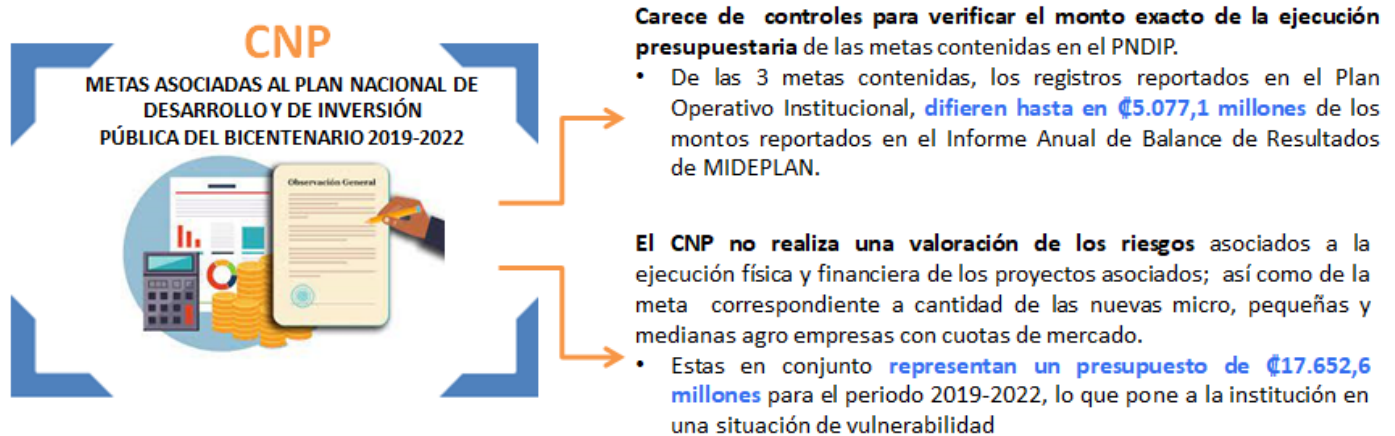 CNP
METAS ASOCIADAS AL PLAN NACIONAL DE
DESARROLLO Y DE INVERSIÓN
PÚBLICA DEL BICENTENARIO 2019-2022
Observación General
Carece de controles para verificar el monto exacto de la ejecución
presupuestaria de las metas contenidas en el PNDIP.
• De las 3 metas contenidas, los registros reportados en el Plan
Operativo Institucional, difieren hasta en ₡5.077,1 millones de los
montos reportados en el Informe Anual de Balance de Resultados
de MIDEPLAN.
El CNP no realiza una valoración de los riesgos asociados a la
ejecución física y financiera de los proyectos asociados; así como de la
meta correspondiente a cantidad de las nuevas micro, pequeñas y
medianas agro empresas con cuotas de mercado.
• Estas en conjunto representan un presupuesto de ₡17.652,6
millones para el periodo 2019-2022, lo que pone a la institución en
una situación de vulnerabilidad